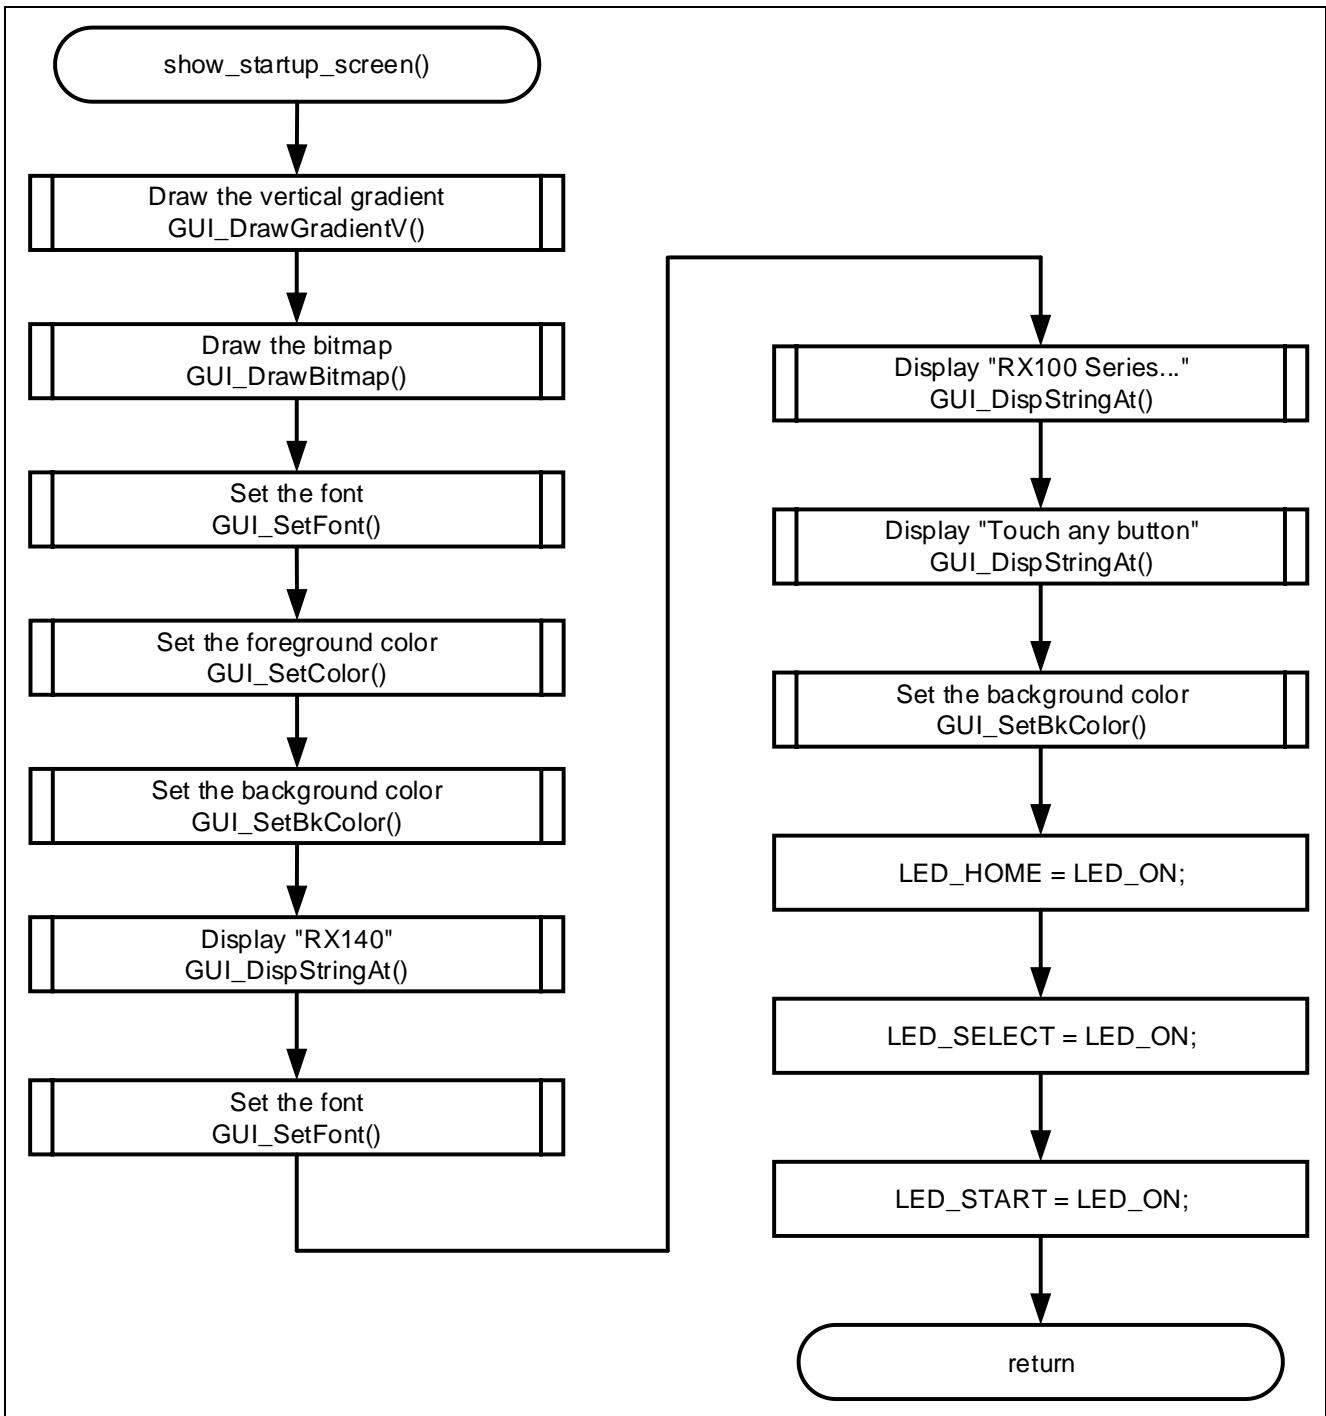 show_startup_screen()
Draw the vertical gradient
GUI_DrawGradientV()
Draw the bitmap
GUI_DrawBitmap()
Set the font
GUI_SetFont()
Set the foreground color
GUI_SetColor()
Set the background color
GUI_SetBkColor()
Display "RX140"
GUI_DispStringAt()
Set the font
GUI_SetFont()
Display "RX100 Series..."
GUI_DispStringAt()
Display "Touch any button"
GUI_DispStringAt()
Set the background color
GUI_SetBkColor()
LED_HOME = LED_ON;
LED_SELECT = LED_ON;
LED_START = LED_ON;
return